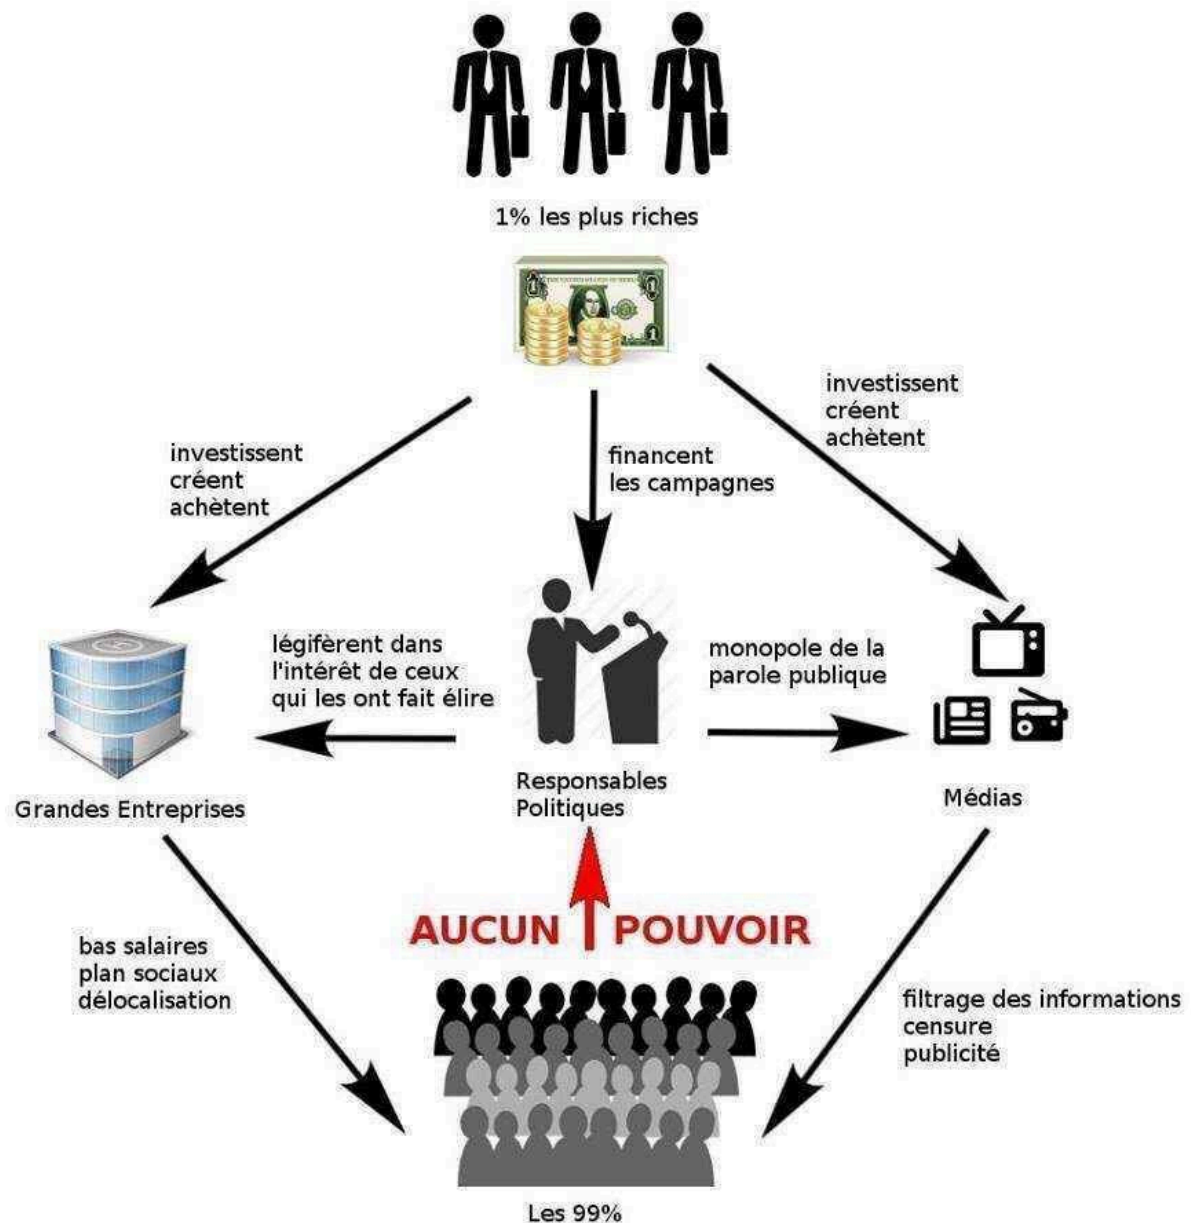 1% les plus riches
investissent
créent
achètent
financent
les campagnes
investissent
créent
achètent
légifèrent dans
l'intérêt de ceux
qui les ont fait élire
monopole de la
parole publique
Grandes Entreprises
Responsables
Politiques
Médias
AUCUN POUVOIR
bas salaires
plan sociaux
délocalisation
filtrage des informations
censure
publicité
Les 99%